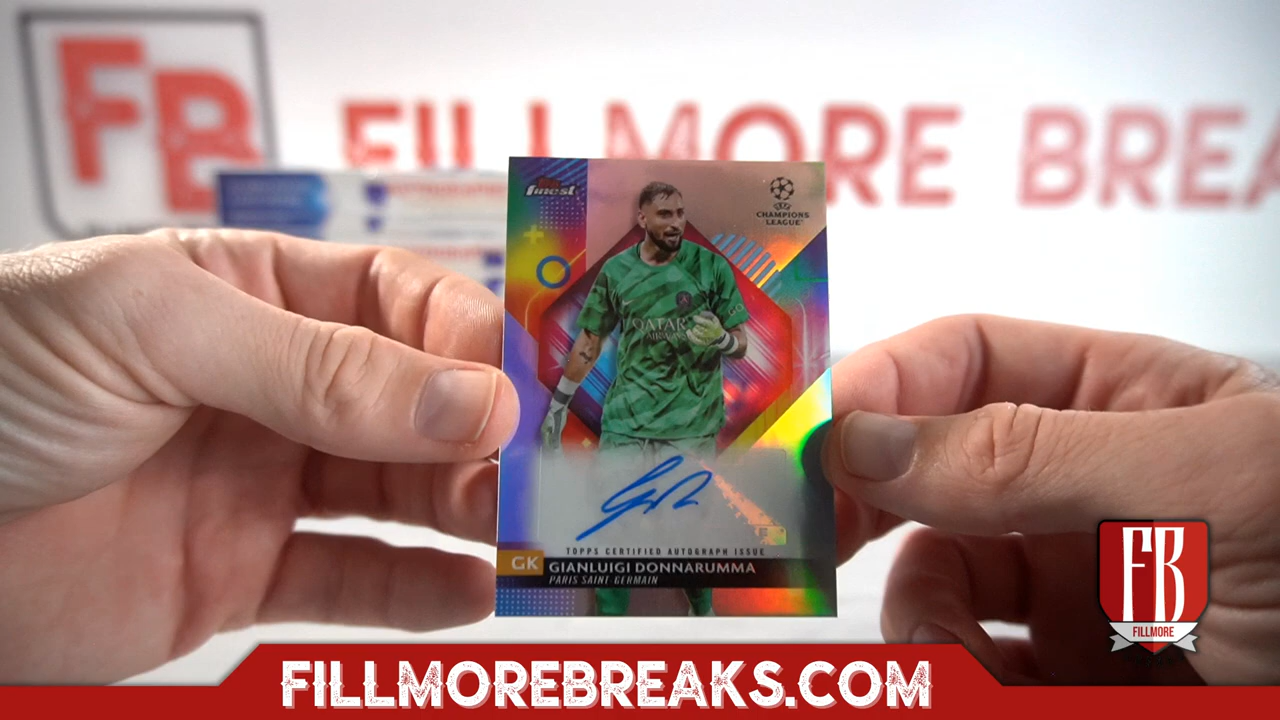 FB
FILLMORE BREA
finest
CHAMPIONS
LEAGUE
QATAR
AIRWAYS
TOPPS CERTIFIED AUTOGRAPH ISSUE
GK GIANLUIGI DONNARUMMA
PARIS SAINT-GERMAIN
FB
FILLMORE
FILLMOREBREAKS.COM